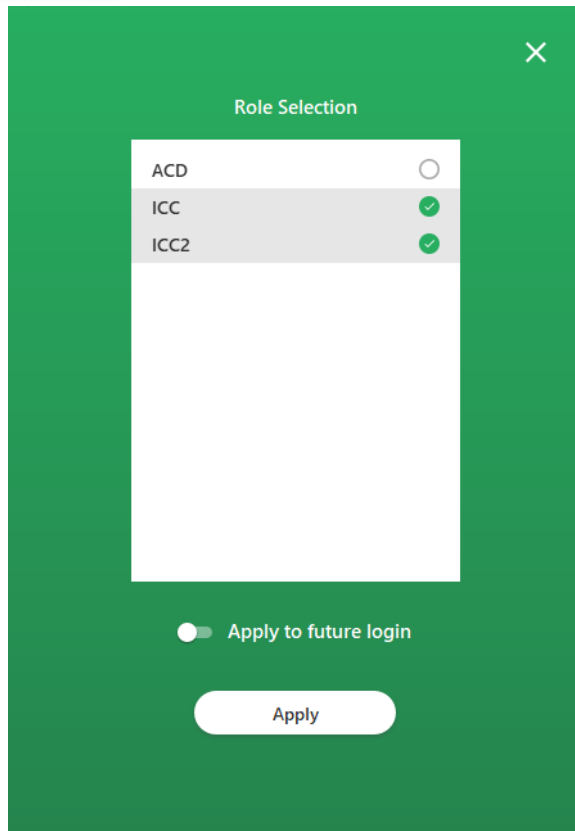 Role Selection
ACD
ICC
ICC2
Apply to future login
Apply